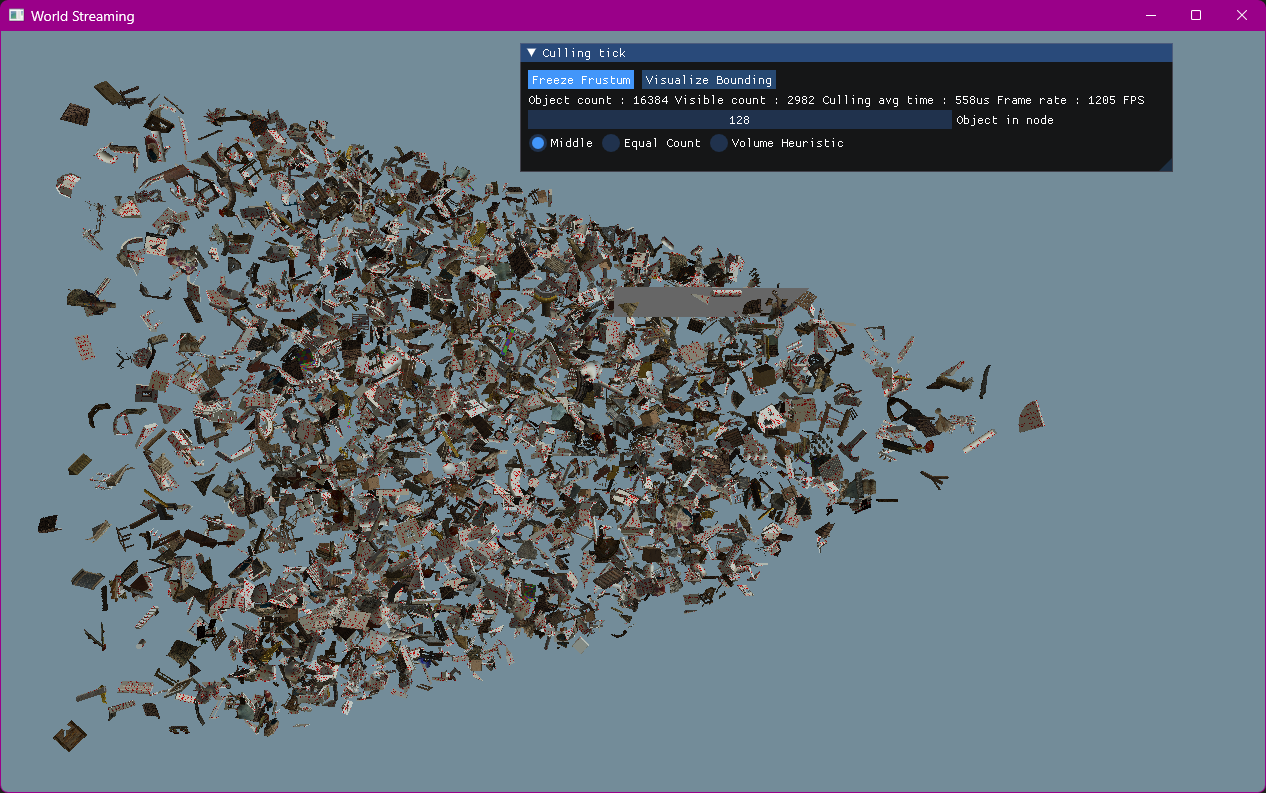 World Streaming
Culling tick
Freeze Frustum Visualize Bounding
Object count : 16384 Visible count : 2982 Culling avg time : 558us Frame rate : 1205 FPS
128 Object in node
Middle Equal Count Volume Heuristic